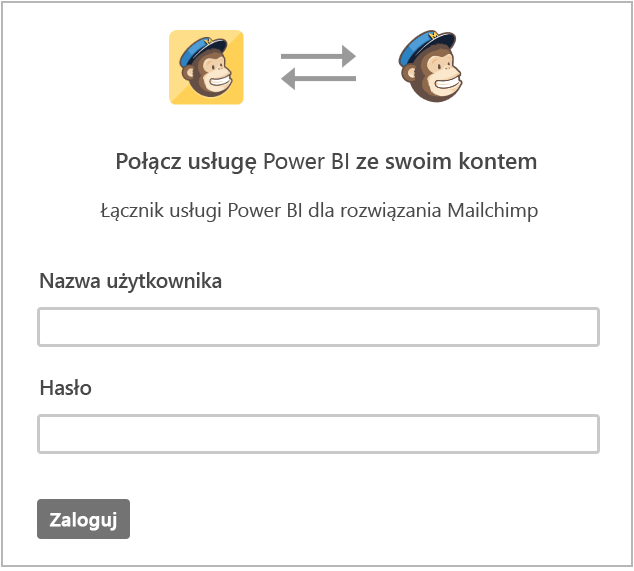 Połącz usługę Power BI ze swoim kontem
Łącznik usługi Power BI dla rozwiązania Mailchimp
Nazwa użytkownika
Hasło
Zaloguj